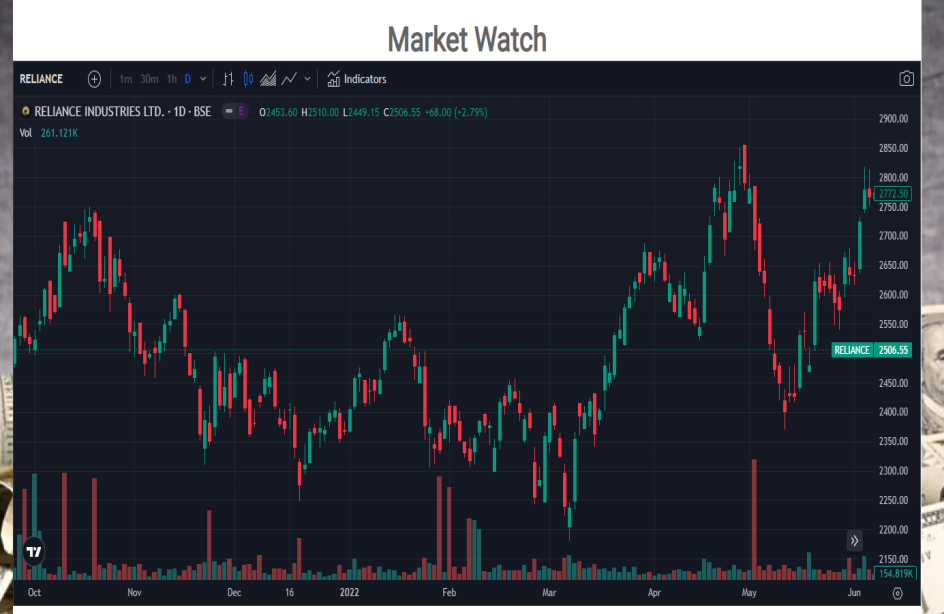 Market Watch
RELIANCE 1m 30m 1h D Indicators
RELIANCE INDUSTRIES LTD. · 1D · BSE E O2453.60 H2510.00 L2449.15 C2506.55 +68.00 (+2.79%)
Vol 261.121K
2900.00
2850.00
2800.00
2772.50
2750.00
2700.00
2650.00
2600.00
2550.00
RELIANCE 2506.55
2450.00
2400.00
2350.00
2300.00
2250.00
2200.00
2150.00
154.819K
Oct Nov Dec 16 2022 Feb Mar Apr May Jun